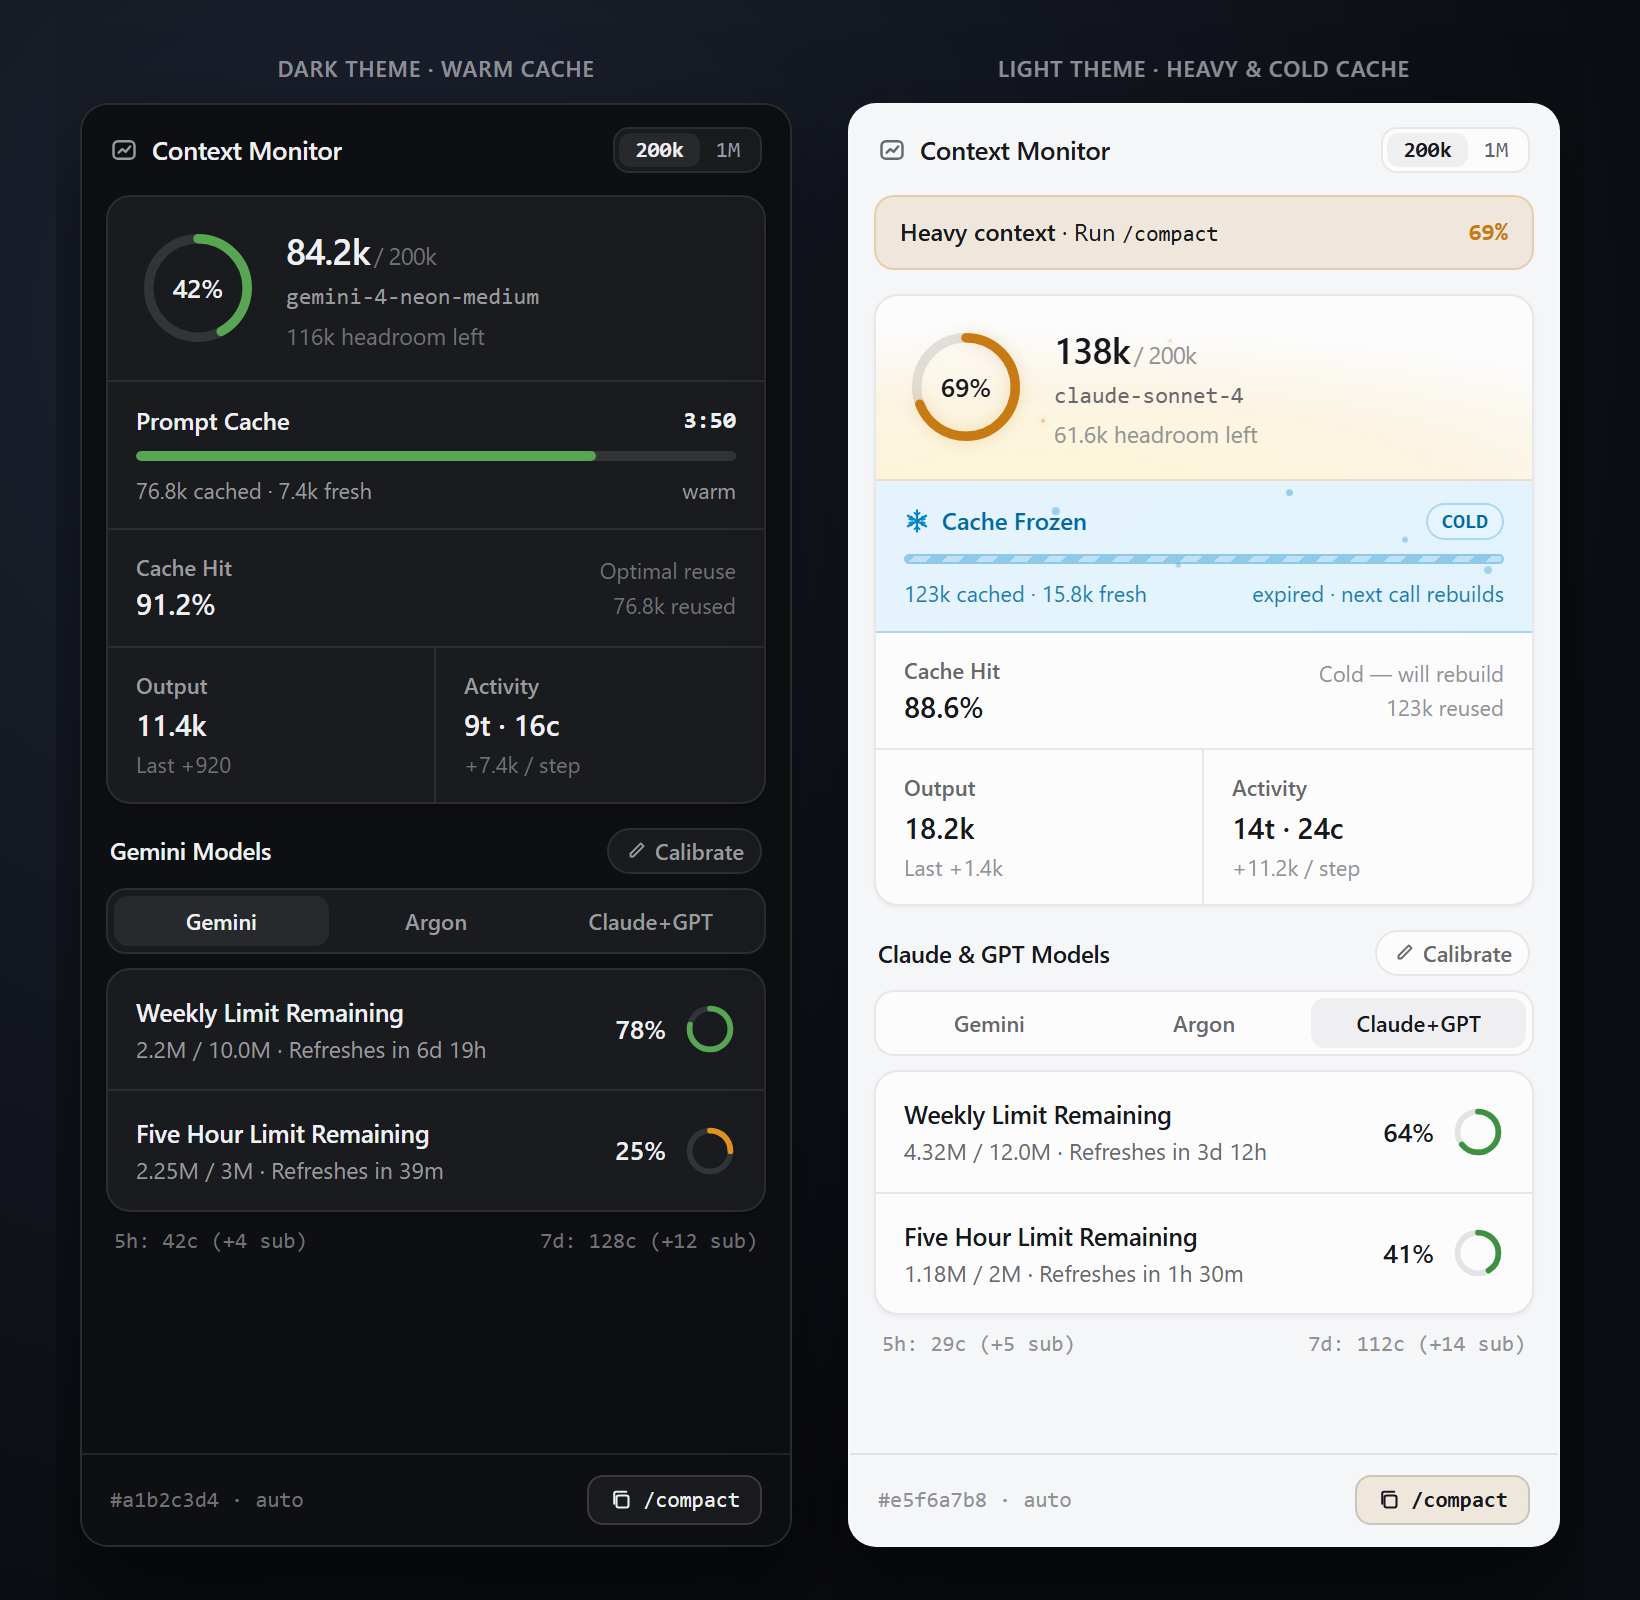 DARK THEME · WARM CACHE
Context Monitor
200k 1M
42%
84.2k / 200k
gemini-4-neon-medium
116k headroom left
Prompt Cache 3:50
76.8k cached · 7.4k fresh warm
Cache Hit Optimal reuse
91.2% 76.8k reused
Output Activity
11.4k 9t · 16c
Last +920 +7.4k / step
Gemini Models Calibrate
Gemini Argon Claude+GPT
Weekly Limit Remaining 78%
2.2M / 10.0M · Refreshes in 6d 19h
Five Hour Limit Remaining 25%
2.25M / 3M · Refreshes in 39m
5h: 42c (+4 sub) 7d: 128c (+12 sub)
#a1b2c3d4 · auto /compact
LIGHT THEME · HEAVY & COLD CACHE
Context Monitor
200k 1M
Heavy context · Run /compact 69%
69%
138k / 200k
claude-sonnet-4
61.6k headroom left
Cache Frozen COLD
123k cached · 15.8k fresh expired · next call rebuilds
Cache Hit Cold — will rebuild
88.6% 123k reused
Output Activity
18.2k 14t · 24c
Last +1.4k +11.2k / step
Claude & GPT Models Calibrate
Gemini Argon Claude+GPT
Weekly Limit Remaining 64%
4.32M / 12.0M · Refreshes in 3d 12h
Five Hour Limit Remaining 41%
1.18M / 2M · Refreshes in 1h 30m
5h: 29c (+5 sub) 7d: 112c (+14 sub)
#e5f6a7b8 · auto /compact